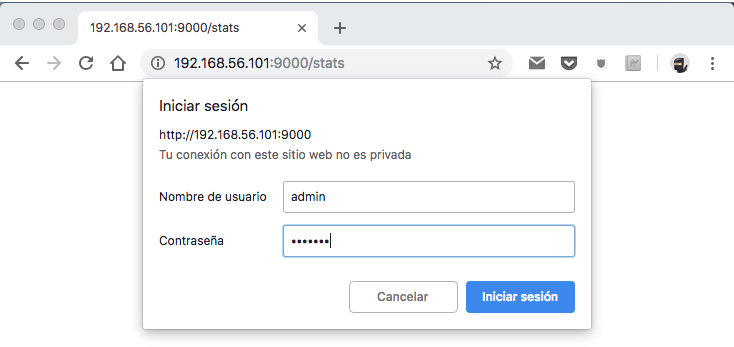 192.168.56.101:9000/stats
192.168.56.101:9000/stats
Iniciar sesión
http://192.168.56.101:9000
Tu conexión con este sitio web no es privada
Nombre de usuario admin
Contraseña •••••••
Cancelar Iniciar sesión